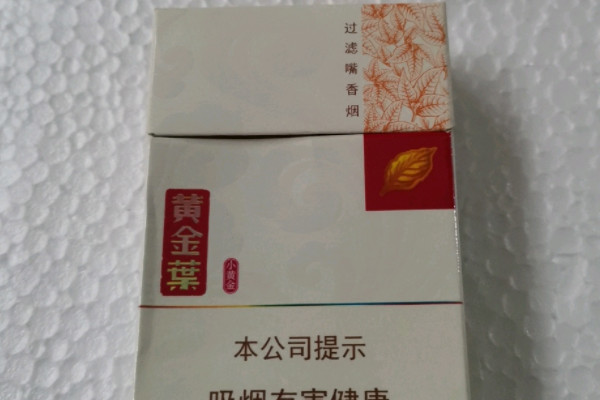 过滤嘴香烟
黄金葉
小黄金
本公司提示
吸烟有害健康